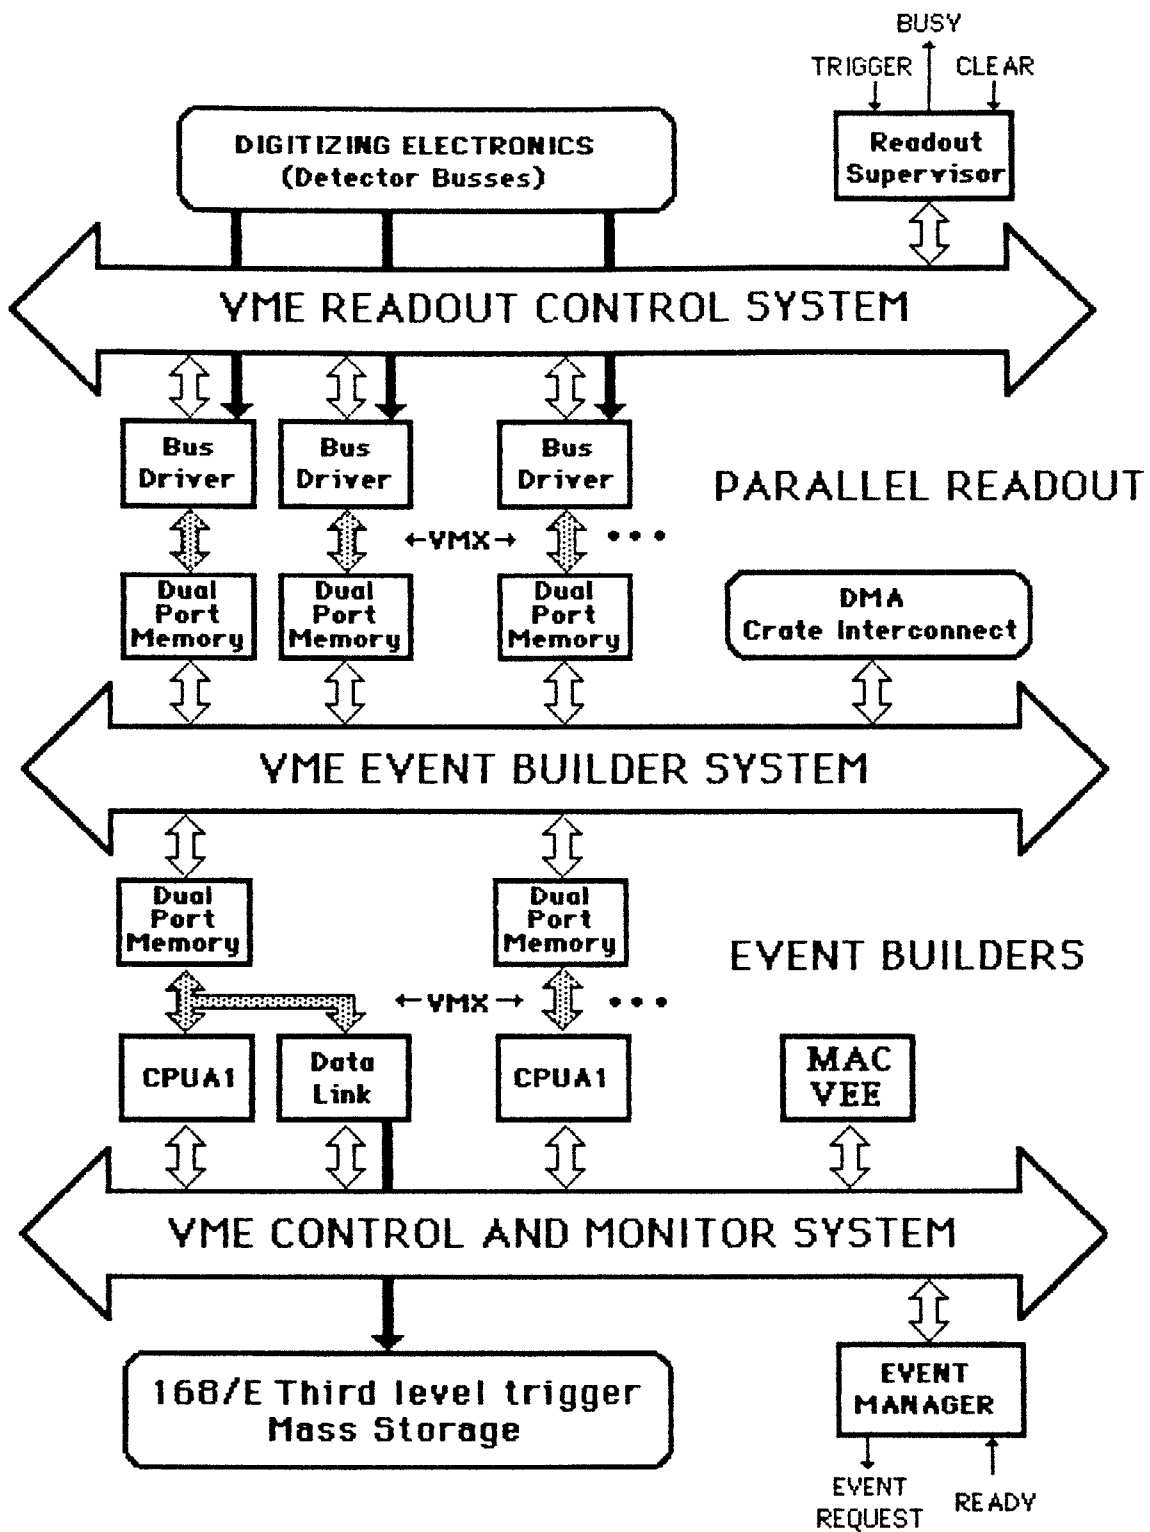 BUSY
TRIGGER CLEAR
Readout
Supervisor
DIGITIZING ELECTRONICS
(Detector Busses)
VME READOUT CONTROL SYSTEM
Bus
Driver
Bus
Driver
Bus
Driver
PARALLEL READOUT
←VMX→
•••
Dual
Port
Memory
Dual
Port
Memory
Dual
Port
Memory
DMA
Crate Interconnect
VME EVENT BUILDER SYSTEM
Dual
Port
Memory
Dual
Port
Memory
EVENT BUILDERS
←VMX→
•••
CPUA1
Data
Link
CPUA1
MAC
VEE
VME CONTROL AND MONITOR SYSTEM
168/E Third level trigger
Mass Storage
EVENT
MANAGER
EVENT
REQUEST
READY